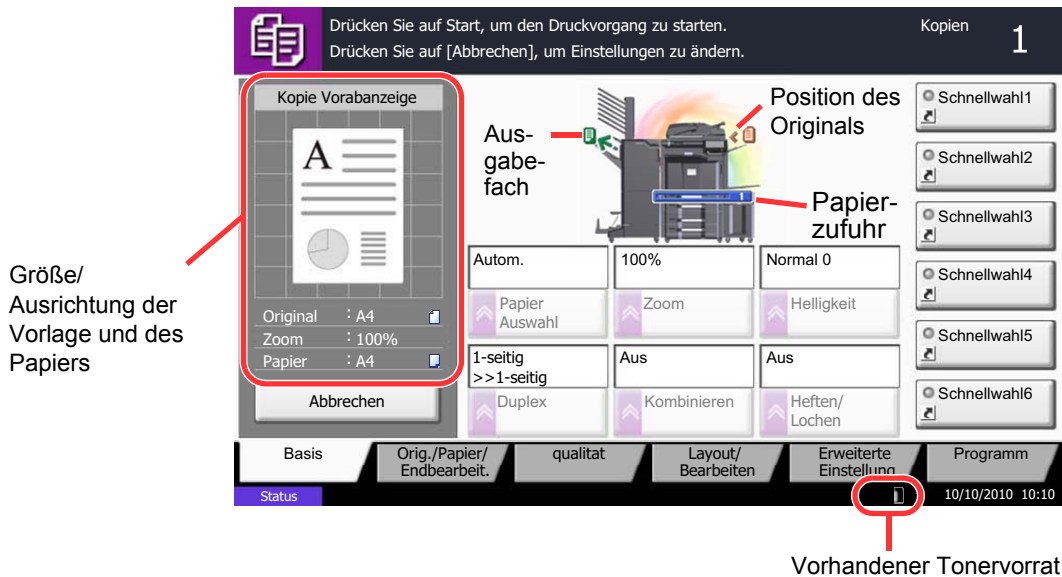 Drücken Sie auf Start, um den Druckvorgang zu starten.
Drücken Sie auf [Abbrechen], um Einstellungen zu ändern.
Kopien
1
Kopie Vorabanzeige
A
Original : A4
Zoom : 100%
Papier : A4
Abbrechen
Größe/
Ausrichtung der
Vorlage und des
Papiers
Aus-
gabe-
fach
Position des
Originals
1
Papier-
zufuhr
Autom.
Papier
Auswahl
100%
Zoom
Normal 0
Helligkeit
1-seitig
>>1-seitig
Duplex
Aus
Kombinieren
Aus
Heften/
Lochen
Schnellwahl1
Schnellwahl2
Schnellwahl3
Schnellwahl4
Schnellwahl5
Schnellwahl6
Basis
Orig./Papier/
Endbearbeit.
qualitat
Layout/
Bearbeiten
Erweiterte
Einstellung
Programm
Status
10/10/2010 10:10
Vorhandener Tonervorrat